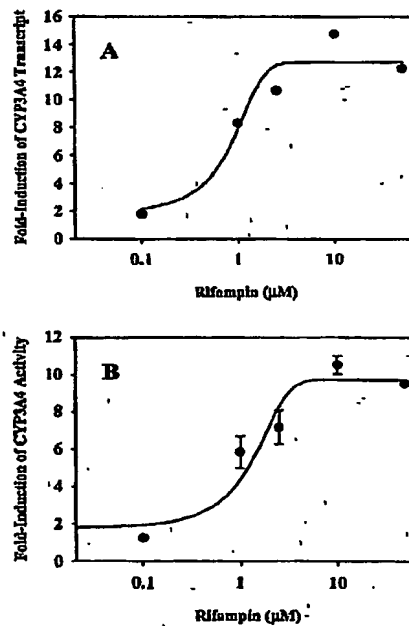 16
14
12
10
8
6
4
2
0
A
Fold-Induction of CYP3A4 Transcript
0.1 1 10
Rifampin (μM)
12
10
8
6
4
2
0
B
Fold-Induction of CYP3A4 Activity
0.1 1 10
Rifampin (μM)